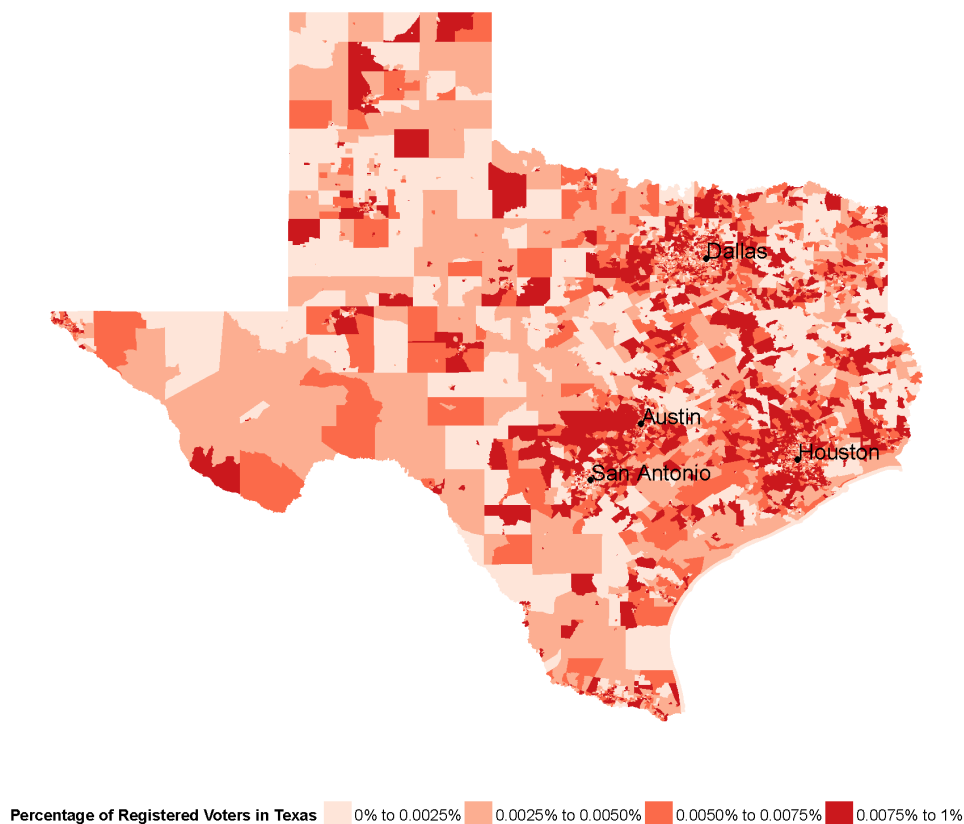 Dallas
Austin
Houston
San Antonio
Percentage of Registered Voters in Texas 0% to 0.0025% 0.0025% to 0.0050% 0.0050% to 0.0075% 0.0075% to 1%